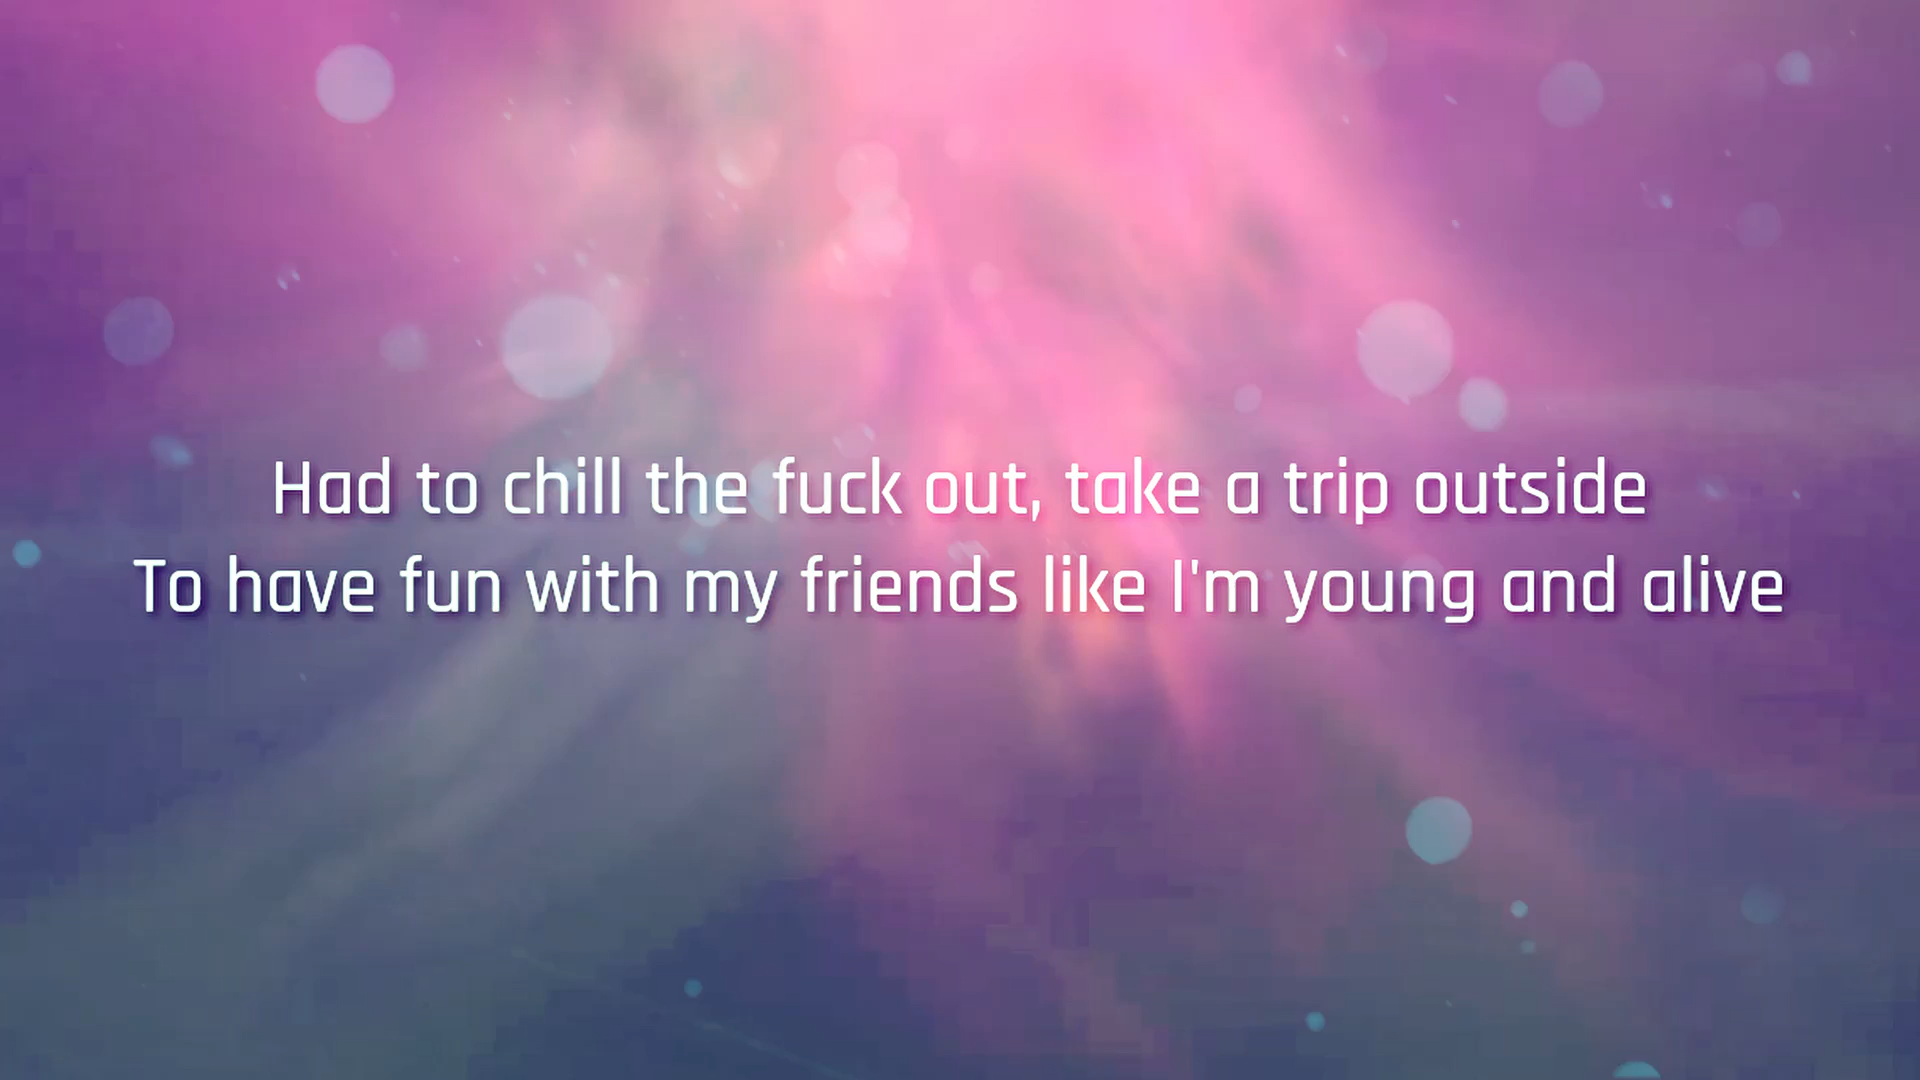 Had to chill the fuck out, take a trip outside
To have fun with my friends like I'm young and alive